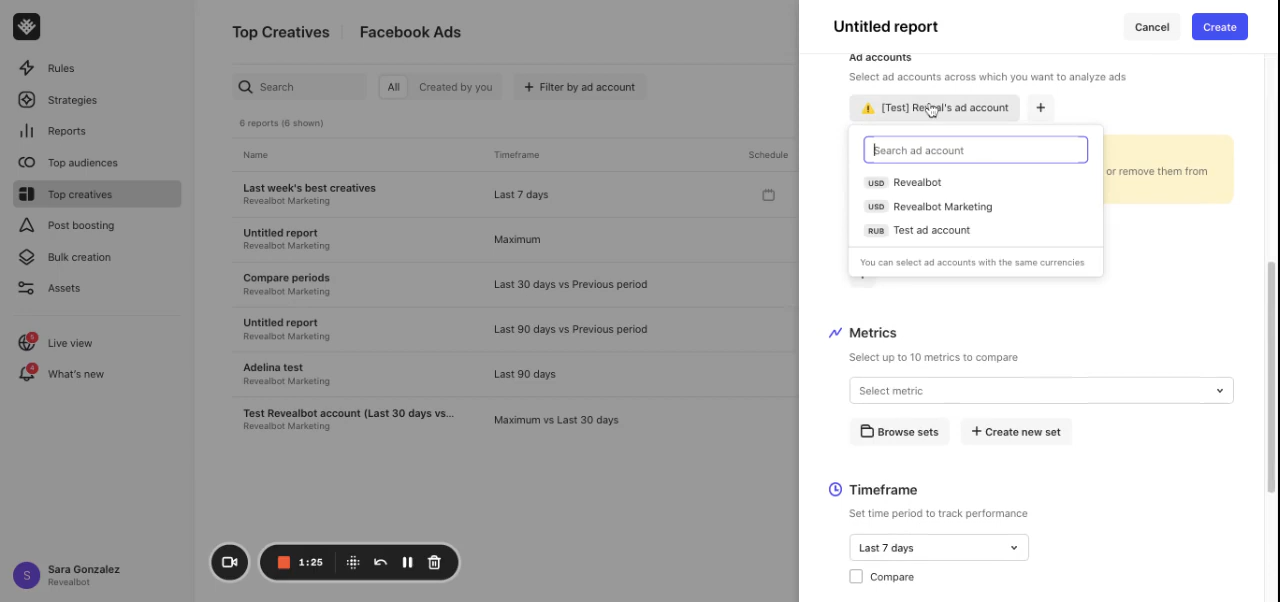 Rules
Strategies
Reports
Top audiences
Top creatives
Post boosting
Bulk creation
Assets
5
Live view
4
What's new
S
Sara Gonzalez
Revealbot
Top Creatives
Facebook Ads
Search
All
Created by you
+ Filter by ad account
6 reports (6 shown)
Name Timeframe Schedule
Last week's best creatives
Revealbot Marketing
Last 7 days
Untitled report
Revealbot Marketing
Maximum
Compare periods
Revealbot Marketing
Last 30 days vs Previous period
Untitled report
Revealbot Marketing
Last 90 days vs Previous period
Adelina test
Revealbot Marketing
Last 90 days
Test Revealbot account (Last 30 days vs...
Revealbot Marketing
Maximum vs Last 30 days
1:25
Untitled report
Cancel
Create
Ad accounts
Select ad accounts across which you want to analyze ads
[Test] ad account
+
Search ad account
USD Revealbot
USD Revealbot Marketing
RUB Test ad account
You can select ad accounts with the same currencies
or remove them from
Metrics
Select up to 10 metrics to compare
Select metric
Browse sets
+ Create new set
Timeframe
Set time period to track performance
Last 7 days
Compare